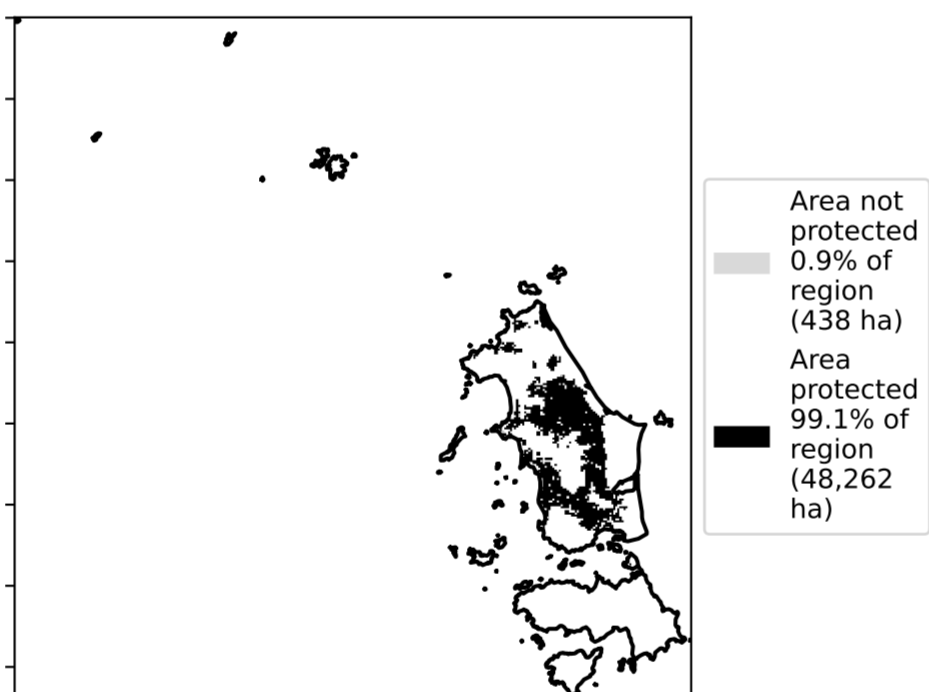 Area not
protected
0.9% of
region
(438 ha)
Area
protected
99.1% of
region
(48,262
ha)